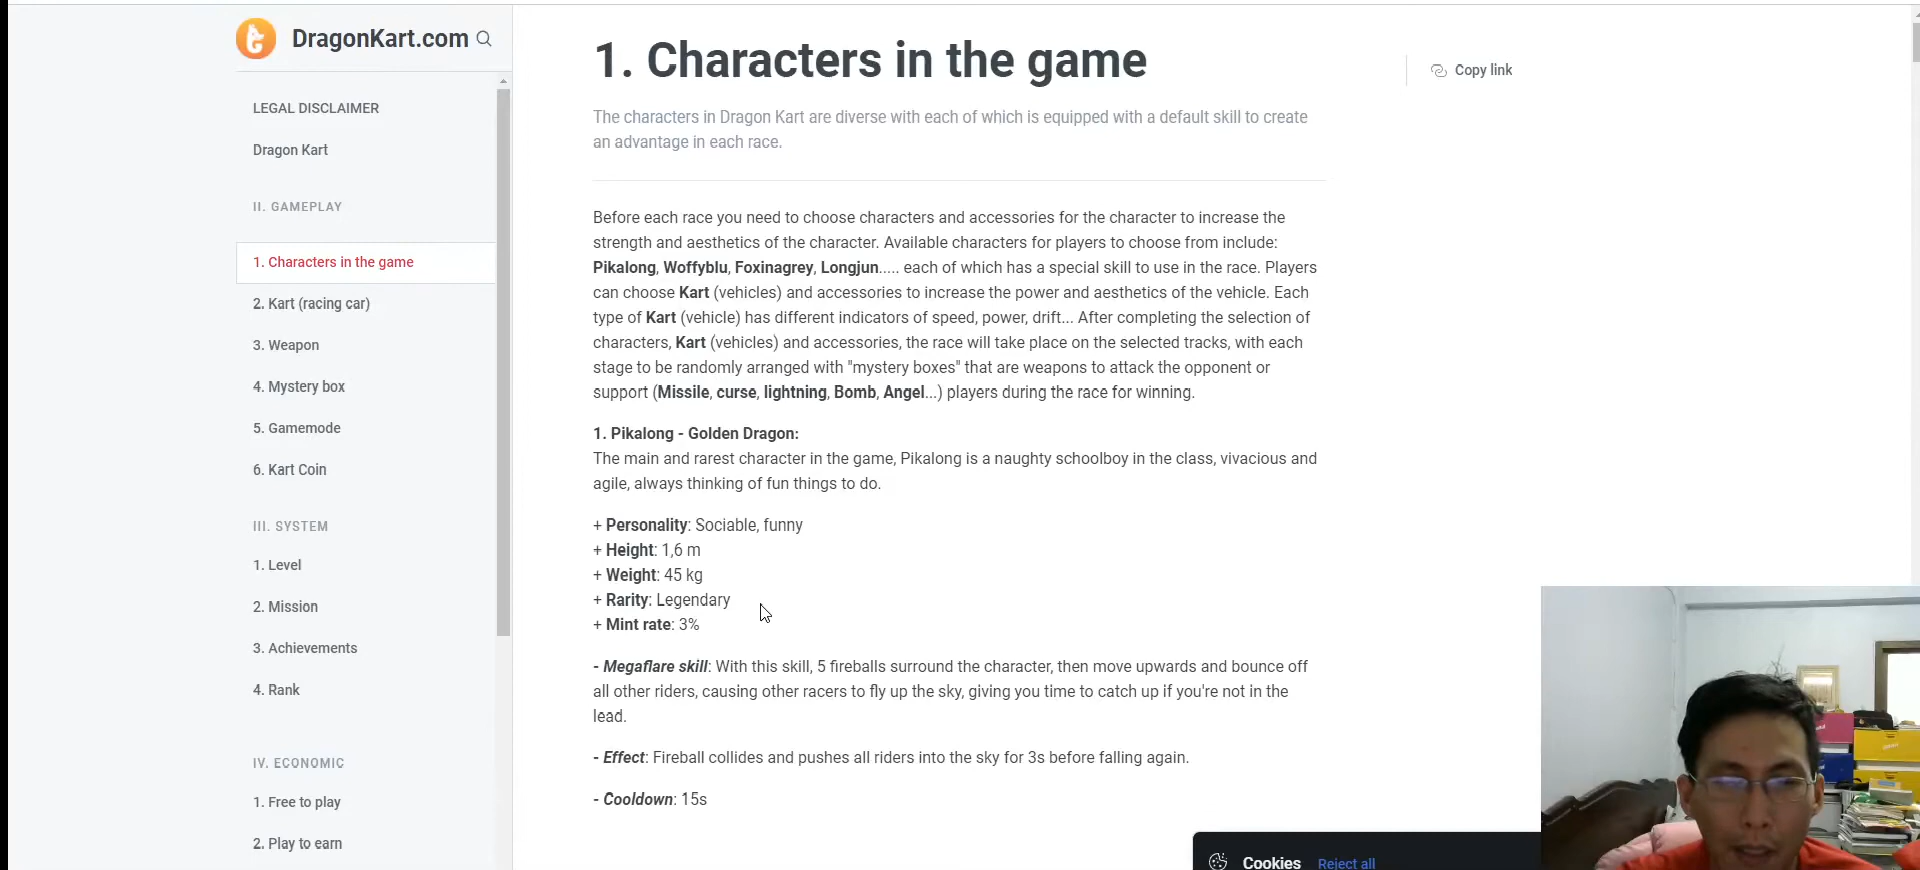 DragonKart.com
LEGAL DISCLAIMER
Dragon Kart
II. GAMEPLAY
1. Characters in the game
2. Kart (racing car)
3. Weapon
4. Mystery box
5. Gamemode
6. Kart Coin
III. SYSTEM
1. Level
2. Mission
3. Achievements
4. Rank
IV. ECONOMIC
1. Free to play
2. Play to earn
1. Characters in the game
Copy link
The characters in Dragon Kart are diverse with each of which is equipped with a default skill to create
an advantage in each race.
Before each race you need to choose characters and accessories for the character to increase the
strength and aesthetics of the character. Available characters for players to choose from include:
Pikalong, Woffyblu, Foxinagrey, Longjun..... each of which has a special skill to use in the race. Players
can choose Kart (vehicles) and accessories to increase the power and aesthetics of the vehicle. Each
type of Kart (vehicle) has different indicators of speed, power, drift... After completing the selection of
characters, Kart (vehicles) and accessories, the race will take place on the selected tracks, with each
stage to be randomly arranged with "mystery boxes" that are weapons to attack the opponent or
support (Missile, curse, lightning, Bomb, Angel...) players during the race for winning.
1. Pikalong - Golden Dragon:
The main and rarest character in the game, Pikalong is a naughty schoolboy in the class, vivacious and
agile, always thinking of fun things to do.
+ Personality: Sociable, funny
+ Height: 1,6 m
+ Weight: 45 kg
+ Rarity: Legendary
+ Mint rate: 3%
- Megaflare skill: With this skill, 5 fireballs surround the character, then move upwards and bounce off
all other riders, causing other racers to fly up the sky, giving you time to catch up if you're not in the
lead.
- Effect: Fireball collides and pushes all riders into the sky for 3s before falling again.
- Cooldown: 15s
Cookies Reject all